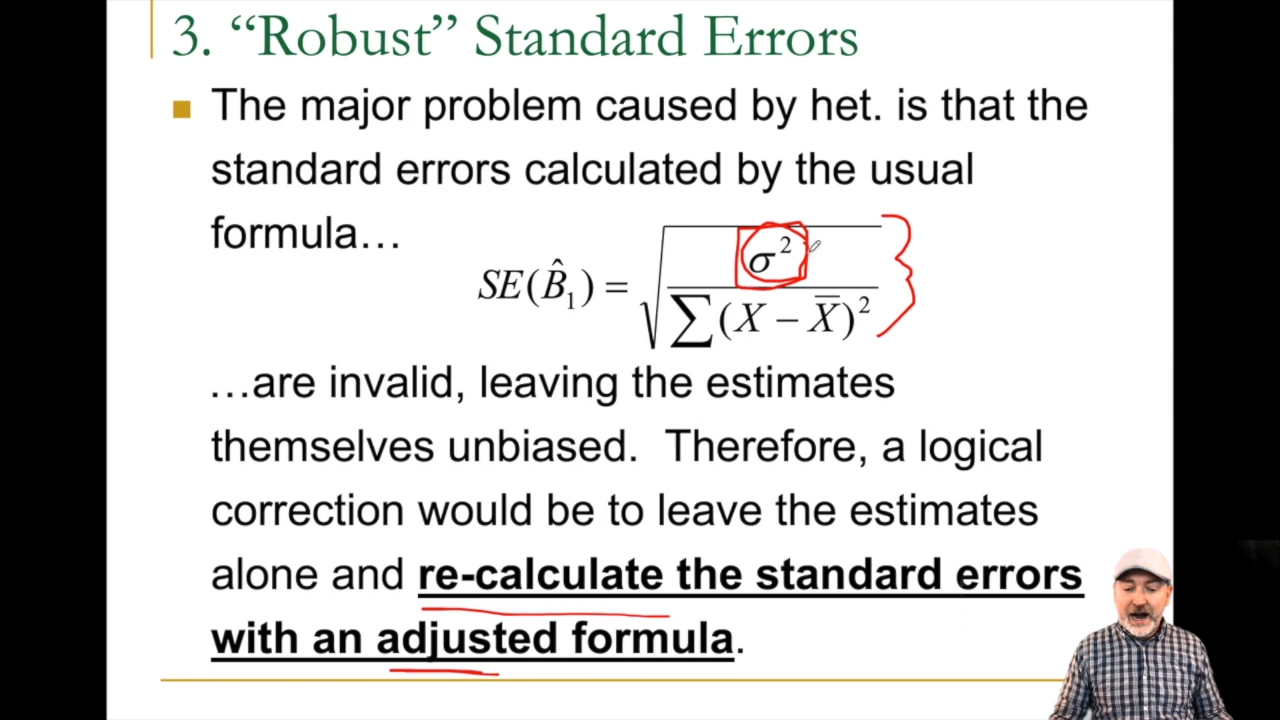 3. “Robust” Standard Errors
The major problem caused by het. is that the
standard errors calculated by the usual
formula…
SE(B̂₁) = √(σ² / ∑(X − X̅)²)
…are invalid, leaving the estimates
themselves unbiased. Therefore, a logical
correction would be to leave the estimates
alone and re-calculate the standard errors
with an adjusted formula.